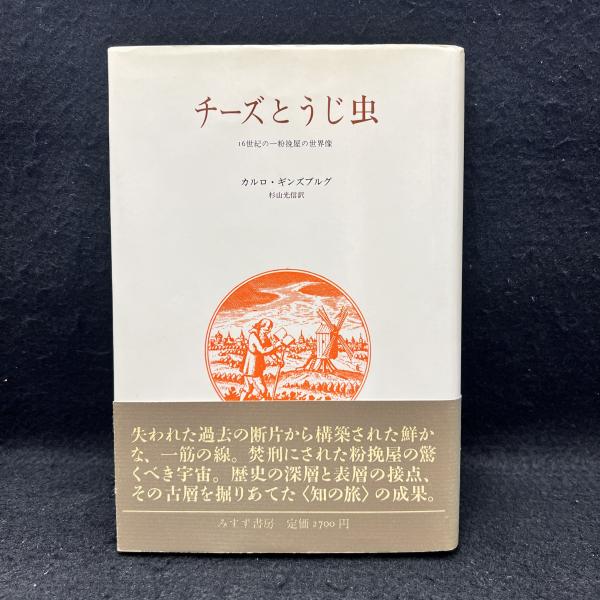 チーズとうじ虫
16世紀の一粉挽屋の世界像
カルロ・ギンズブルグ
杉山光信訳
失われた過去の断片から構築された鮮か
な、一筋の線。焚刑にされた粉挽屋の驚
くべき宇宙。歴史の深層と表層の接点、
その古層を掘りあてた〈知の旅〉の成果。
みすず書房 定価2700円